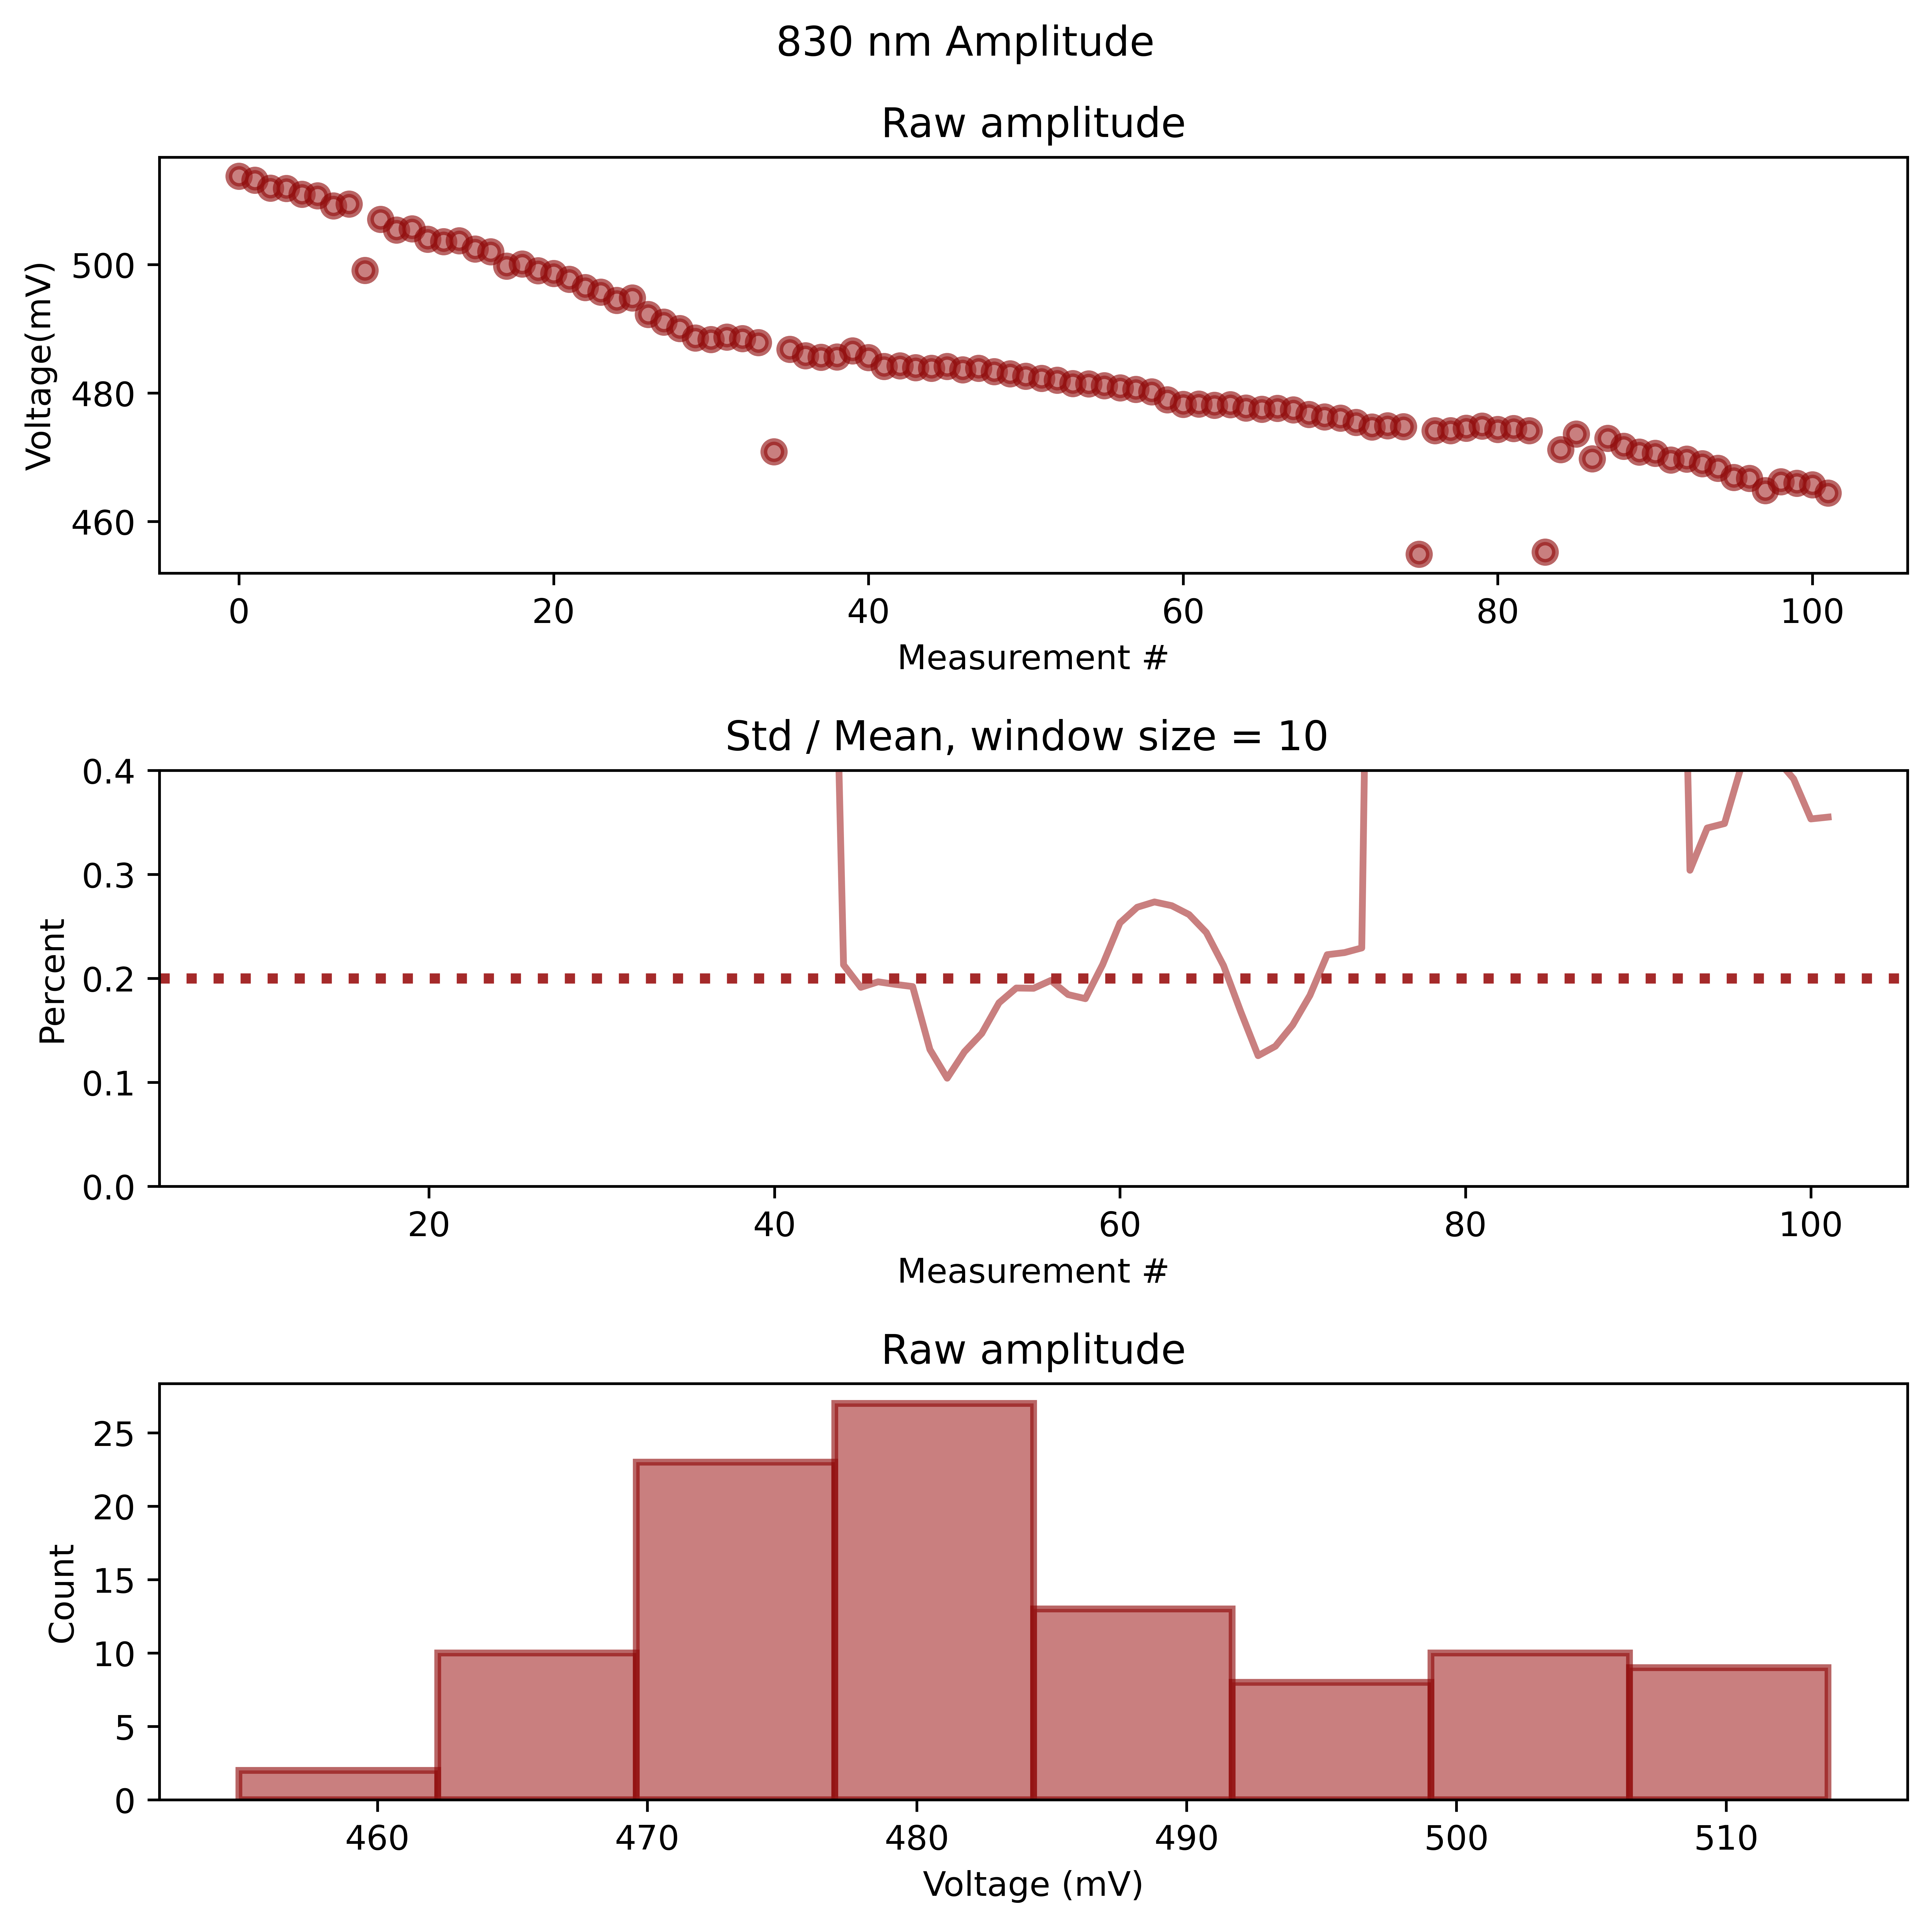 830 nm Amplitude
Raw amplitude
Voltage(mV)
500
480
460
0 20 40 60 80 100
Measurement #
Std / Mean, window size = 10
Percent
0.4
0.3
0.2
0.1
0.0
20 40 60 80 100
Measurement #
Raw amplitude
Count
25
20
15
10
5
0
460 470 480 490 500 510
Voltage (mV)